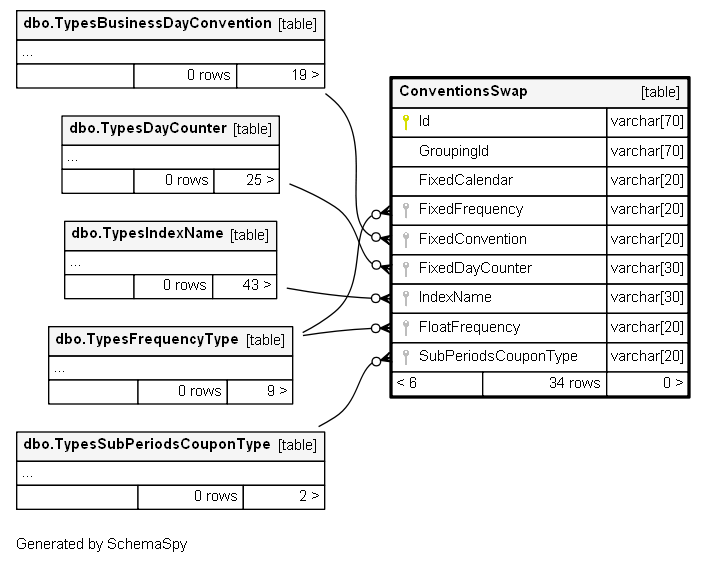 dbo.TypesBusinessDayConvention [table]
...
0 rows 19 >
dbo.TypesDayCounter [table]
...
0 rows 25 >
dbo.TypesIndexName [table]
...
0 rows 43 >
dbo.TypesFrequencyType [table]
...
0 rows 9 >
dbo.TypesSubPeriodsCouponType [table]
...
0 rows 2 >
ConventionsSwap [table]
Id varchar[70]
GroupingId varchar[70]
FixedCalendar varchar[20]
FixedFrequency varchar[20]
FixedConvention varchar[20]
FixedDayCounter varchar[30]
IndexName varchar[30]
FloatFrequency varchar[20]
SubPeriodsCouponType varchar[20]
< 6 34 rows 0 >
Generated by SchemaSpy